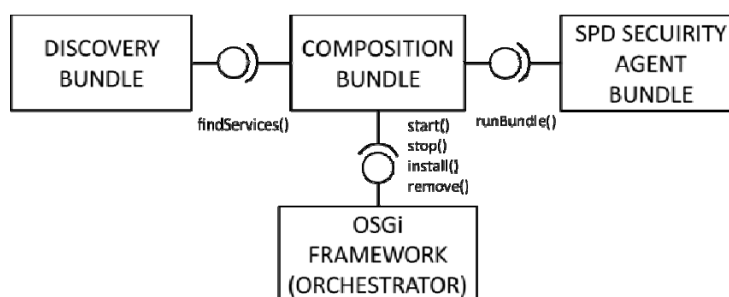 DISCOVERY
BUNDLE
COMPOSITION
BUNDLE
SPD SECUIRITY
AGENT
BUNDLE
findServices()
start()
stop()
install()
remove()
runBundle()
OSGi
FRAMEWORK
(ORCHESTRATOR)